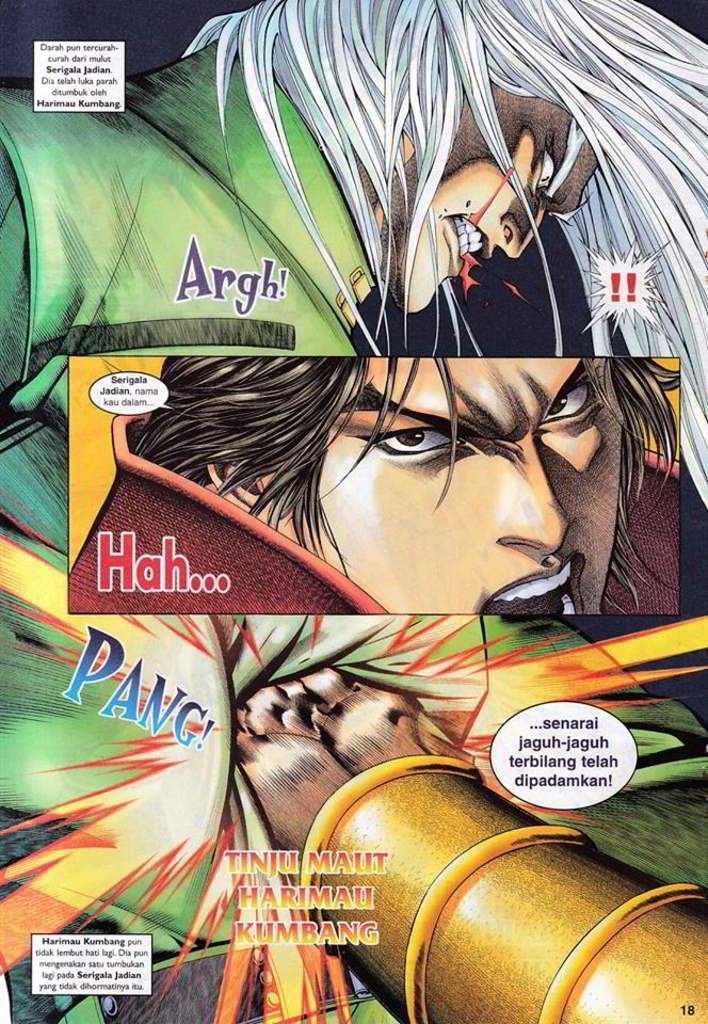 Darah pun tercurah-
curah dari mulut
Serigala Jadian.
Dia telah luka parah
ditumbuk oleh
Harimau Kumbang.
Argh!
!!
Serigala
Jadian, nama
kau dalam...
Hah...
PANG!
...senarai
jaguh-jaguh
terbilang telah
dipadamkan!
TINJU MAUT
HARIMAU
KUMBANG
Harimau Kumbang pun
tidak lembut hati lagi. Dia pun
mengenakan satu tumbukan
lagi pada Serigala Jadian
yang tidak dihormatinya itu.
18